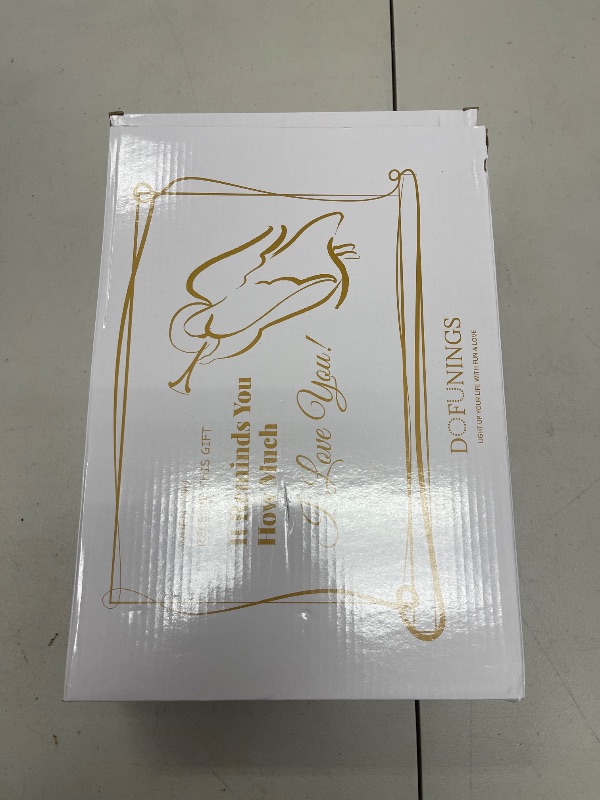 THIS GIFT
It Reminds You
How Much
I Love You!
DOFUNINGS
LIGHT UP YOUR LIFE WITH FUN & LOVE